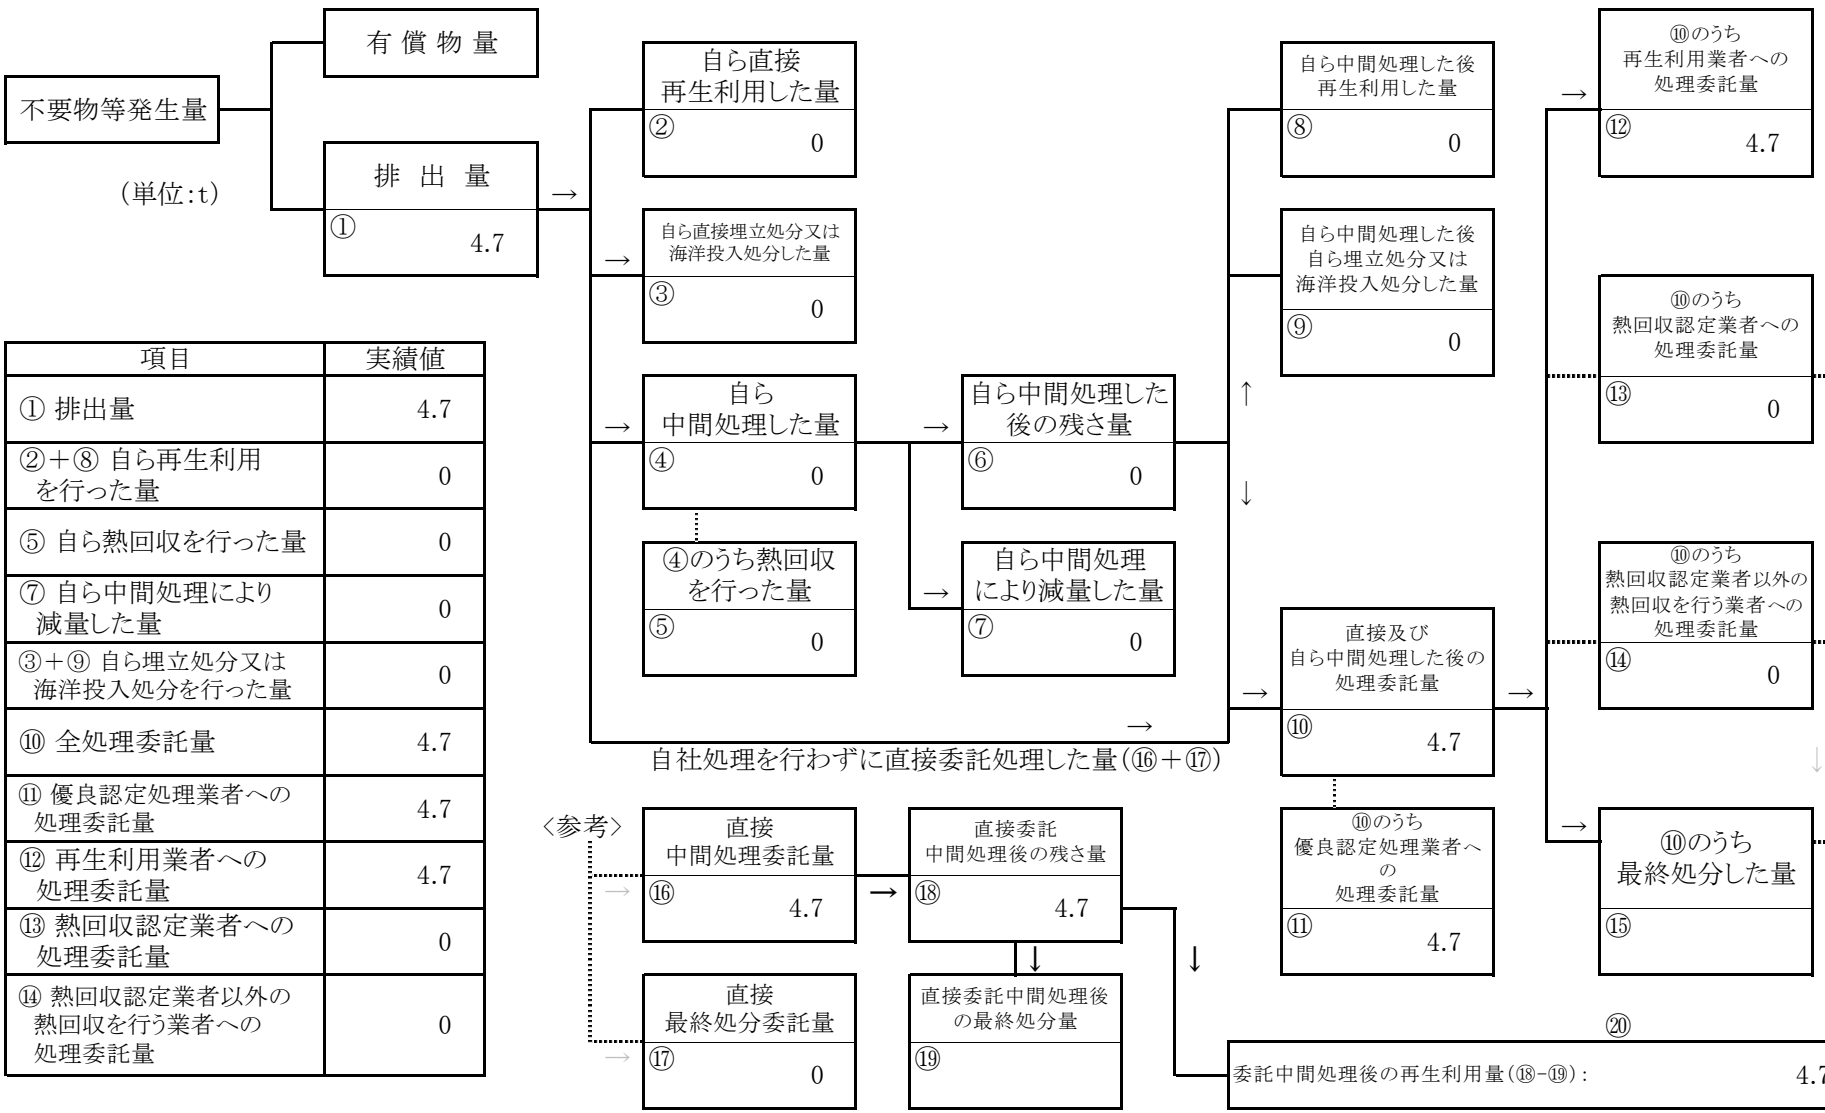 有償物量
不要物等発生量
(単位:t)
排出量
①
4.7
→
自ら直接
再生利用した量
②
0
→
自ら直接埋立処分又は
海洋投入処分した量
③
0
→
自ら
中間処理した量
④
0
④のうち熱回収
を行った量
⑤
0
→
自ら中間処理した
後の残さ量
⑥
0
→
自ら中間処理
により減量した量
⑦
0
自ら中間処理した後
再生利用した量
⑧
0
自ら中間処理した後
自ら埋立処分又は
海洋投入処分した量
⑨
0
↑
↓
→
自社処理を行わずに直接委託処理した量(⑯+⑰)
→
直接及び
自ら中間処理した後の
処理委託量
⑩
4.7
⑩のうち
優良認定処理業者へ
の
処理委託量
⑪
4.7
→
→
⑩のうち
再生利用業者への
処理委託量
⑫
4.7
⑩のうち
熱回収認定業者への
処理委託量
⑬
0
⑩のうち
熱回収認定業者以外の
熱回収を行う業者への
処理委託量
⑭
0
↓
→
⑩のうち
最終処分した量
⑮
項目 実績値
① 排出量 4.7
②+⑧ 自ら再生利用
を行った量 0
⑤ 自ら熱回収を行った量 0
⑦ 自ら中間処理により
減量した量 0
③+⑨ 自ら埋立処分又は
海洋投入処分を行った量 0
⑩ 全処理委託量 4.7
⑪ 優良認定処理業者への
処理委託量 4.7
⑫ 再生利用業者への
処理委託量 4.7
⑬ 熱回収認定業者への
処理委託量 0
⑭ 熱回収認定業者以外の
熱回収を行う業者への
処理委託量 0
<参考>
→
直接
中間処理委託量
⑯
4.7
→
直接委託
中間処理後の残さ量
⑱
4.7
↓
↓
→
直接
最終処分委託量
⑰
0
直接委託中間処理後
の最終処分量
⑲
⑳
委託中間処理後の再生利用量(⑱-⑲): 4.7